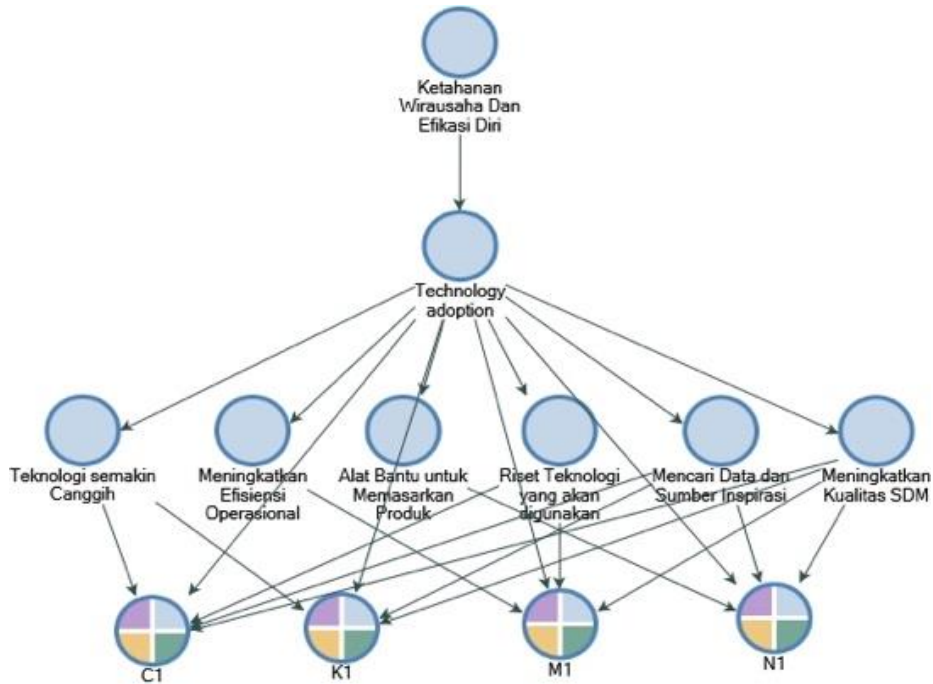 Ketahanan
Wirausaha Dan
Efikasi Diri
Technology
adoption
Teknologi semakin
Canggih
Meningkatkan
Efisiensi
Operasional
Alat Bantu untuk
Memasarkan
Produk
Riset Teknologi
yang akan
digunakan
Mencari Data dan
Sumber Inspirasi
Meningkatkan
Kualitas SDM
C1
K1
M1
N1